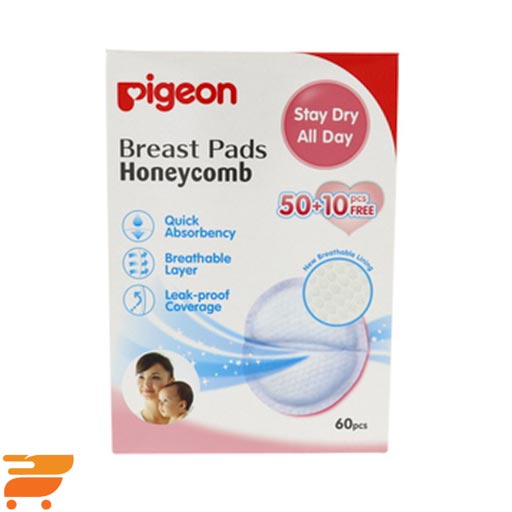 pigeon
Stay Dry
All Day
Breast Pads
Honeycomb
50+10 pcs FREE
Quick
Absorbency
Breathable
Layer
Leak-proof
Coverage
New Breathable Lining
60pcs